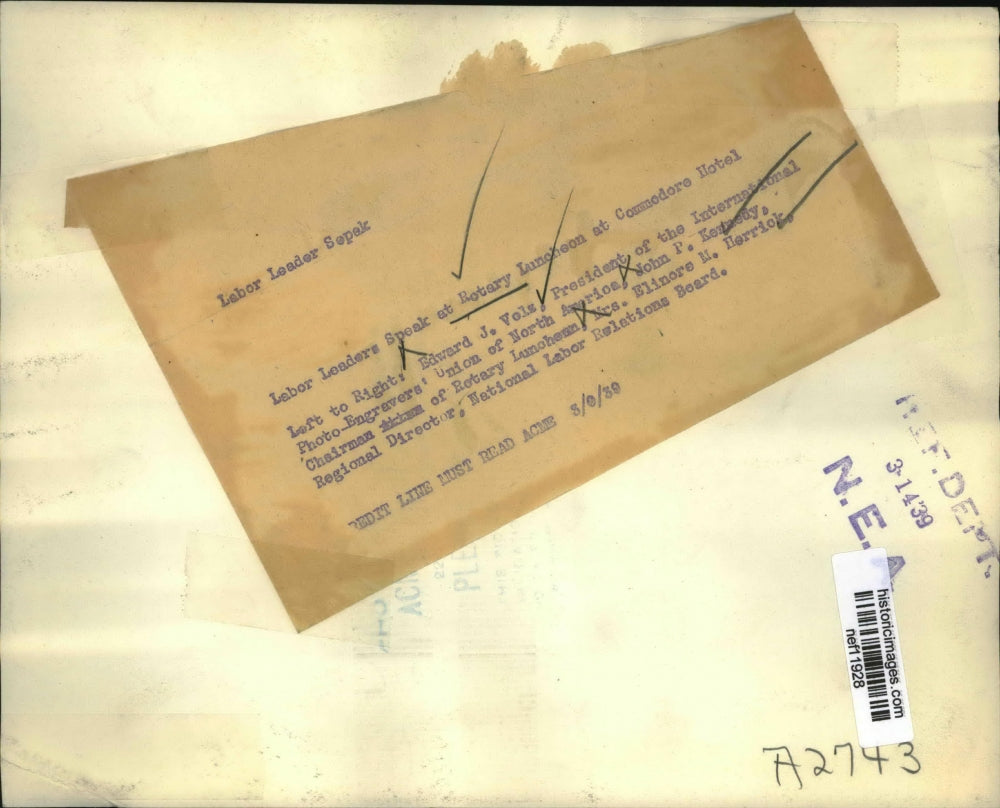 Labor Leader Sepak
Labor Leaders Speak at Rotary Luncheon at Commodore Hotel
Left to Right: Edward J. Volz, President of the International
Photo-Engravers' Union of North America, John P. Kennedy,
Chairman of Rotary Luncheon, Mrs. Elinore M. Herrick,
Regional Director, National Labor Relations Board.
REDIT LINE MUST READ ACME 3/9/39
REF. DEPT.
3-14'39
N.E.A
historicimages.com
nef11928
A2743